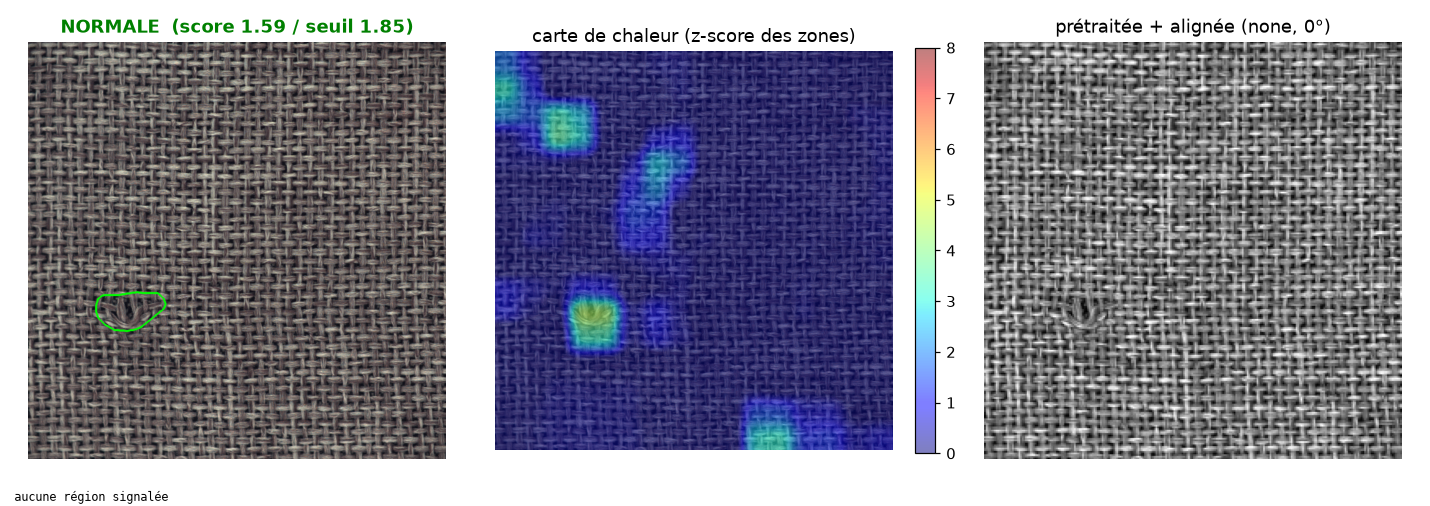 NORMALE  (score 1.59 / seuil 1.85)
carte de chaleur (z-score des zones)
prétraitée + alignée (none, 0°)
8
7
6
5
4
3
2
1
0
aucune région signalée